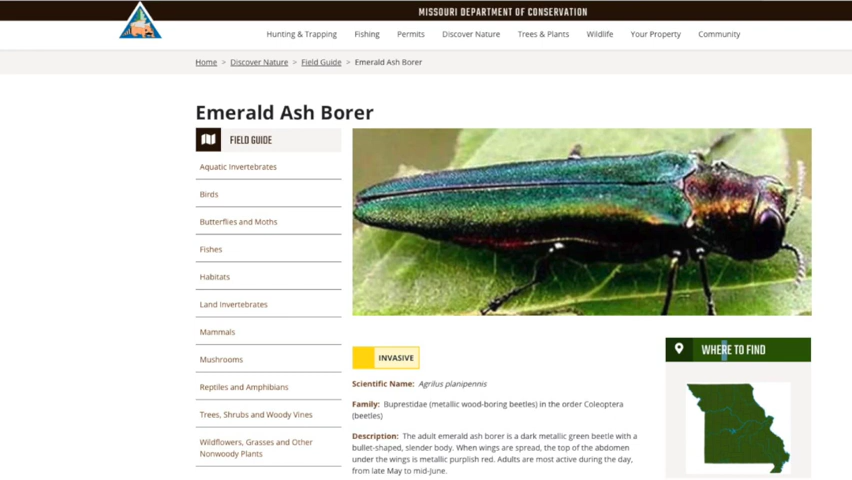 MISSOURI DEPARTMENT OF CONSERVATION
Hunting & Trapping Fishing Permits Discover Nature Trees & Plants Wildlife Your Property Community
Home > Discover Nature > Field Guide > Emerald Ash Borer
Emerald Ash Borer
FIELD GUIDE
Aquatic Invertebrates
Birds
Butterflies and Moths
Fishes
Habitats
Land Invertebrates
Mammals
Mushrooms
Reptiles and Amphibians
Trees, Shrubs and Woody Vines
Wildflowers, Grasses and Other
Nonwoody Plants
INVASIVE
Scientific Name: Agrilus planipennis
Family: Buprestidae (metallic wood-boring beetles) in the order Coleoptera
(beetles)
Description: The adult emerald ash borer is a dark metallic green beetle with a
bullet-shaped, slender body. When wings are spread, the top of the abdomen
under the wings is metallic purplish red. Adults are most active during the day,
from late May to mid-June.
WHERE TO FIND